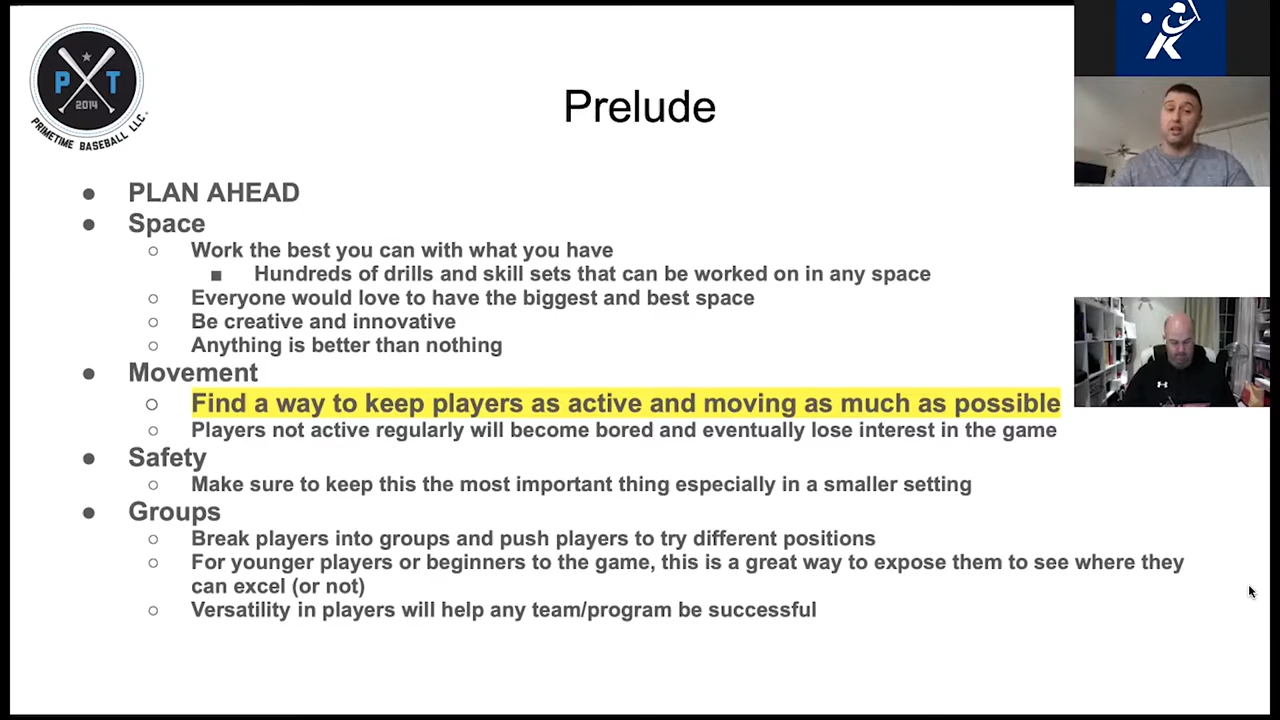 P T
2014
PRIMETIME BASEBALL LLC.
Prelude
● PLAN AHEAD
● Space
○ Work the best you can with what you have
■ Hundreds of drills and skill sets that can be worked on in any space
○ Everyone would love to have the biggest and best space
○ Be creative and innovative
○ Anything is better than nothing
● Movement
○ Find a way to keep players as active and moving as much as possible
○ Players not active regularly will become bored and eventually lose interest in the game
● Safety
○ Make sure to keep this the most important thing especially in a smaller setting
● Groups
○ Break players into groups and push players to try different positions
○ For younger players or beginners to the game, this is a great way to expose them to see where they
can excel (or not)
○ Versatility in players will help any team/program be successful
K